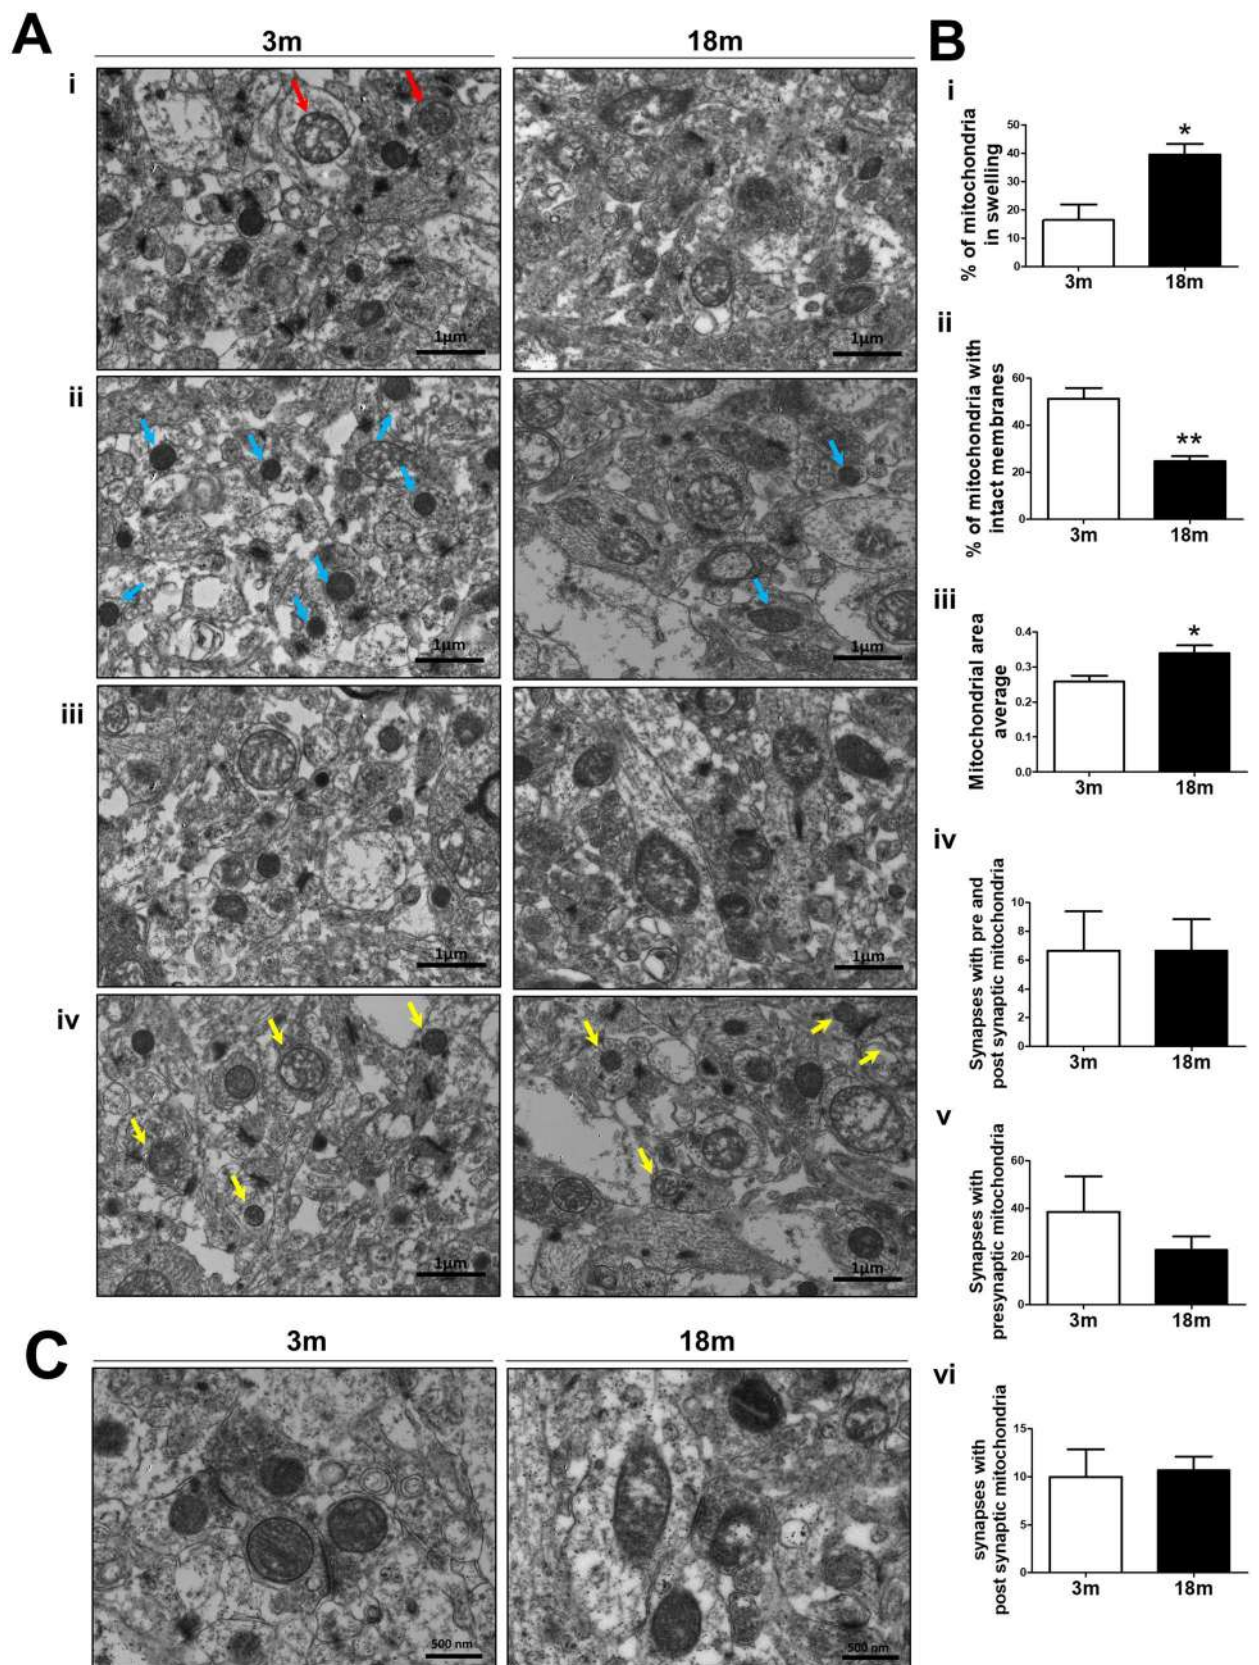 A
3m
18m
i
1µm
1µm
ii
1µm
1µm
iii
1µm
1µm
iv
1µm
1µm
B
i
% of mitochondria
in swelling
50
40
30
20
10
0
*
3m
18m
ii
% of mitochondria with
intact membranes
60
40
20
0
**
3m
18m
iii
Mitochondrial area
average
0.4
0.3
0.2
0.1
0.0
*
3m
18m
iv
Synapses with pre and
post synaptic mitochondria
10
8
6
4
2
0
3m
18m
v
Synapses with
presynaptic mitochondria
60
40
20
0
3m
18m
vi
synapses with
post synaptic mitochondria
15
10
5
0
3m
18m
C
3m
18m
500 nm
500 nm